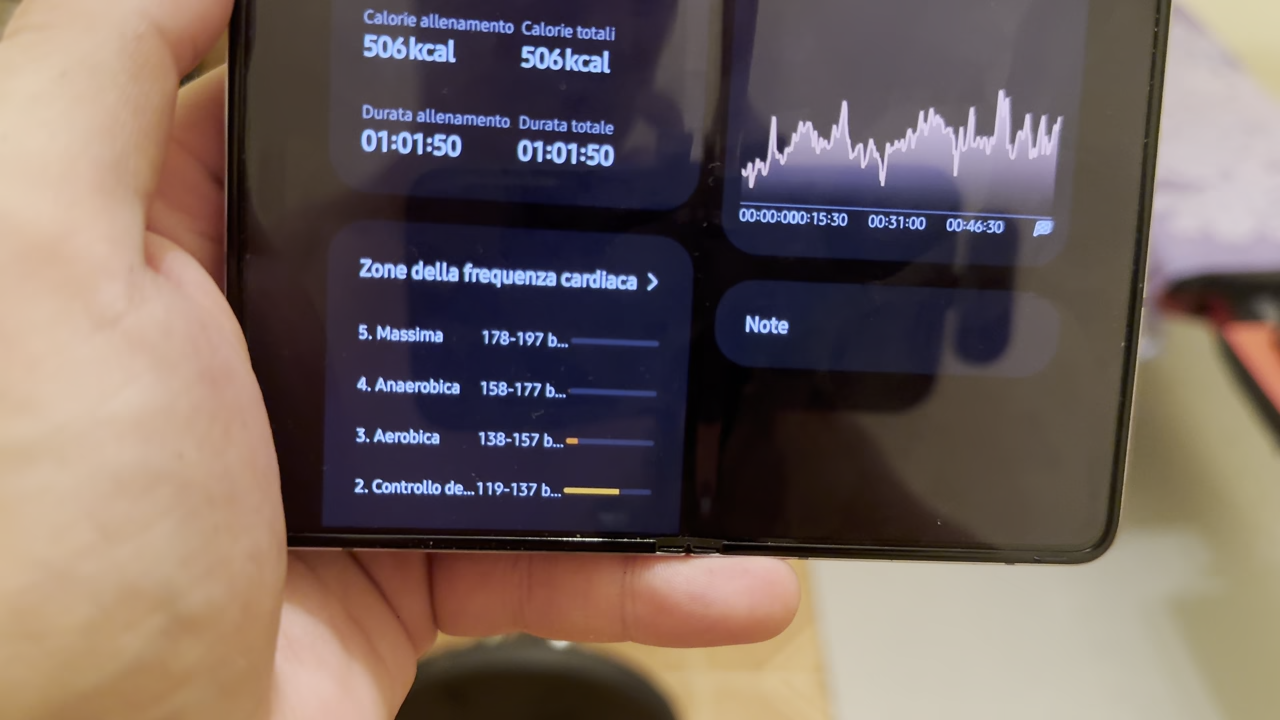 Calorie allenamento Calorie totali
506 kcal 506 kcal
Durata allenamento Durata totale
01:01:50 01:01:50
Zone della frequenza cardiaca >
5. Massima 178-197 b...
4. Anaerobica 158-177 b...
3. Aerobica 138-157 b...
2. Controllo de... 119-137 b...
00:00:00 0:15:30 00:31:00 00:46:30
Note